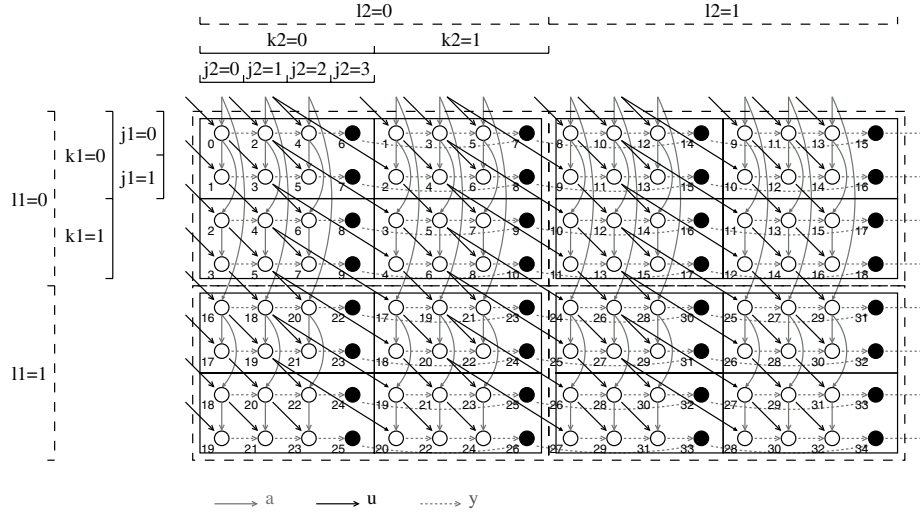 l2=0 l2=1
k2=0 k2=1
j2=0 j2=1 j2=2 j2=3
l1=0 k1=0 j1=0
0 2 4 6 1 3 5 7 8 10 12 14 9 11 13 15
j1=1
1 3 5 7 2 4 6 8 9 11 13 15 10 12 14 16
k1=1
2 4 6 8 3 5 7 9 10 12 14 16 11 13 15 17
3 5 7 9 4 6 8 10 11 13 15 17 12 14 16 18
l1=1
16 18 20 22 17 19 21 23 24 26 28 30 25 27 29 31
17 19 21 23 18 20 22 24 25 27 29 31 26 28 30 32
18 20 22 24 19 21 23 25 26 28 30 32 27 29 31 33
19 21 23 25 20 22 24 26 27 29 31 33 28 30 32 34
a u y